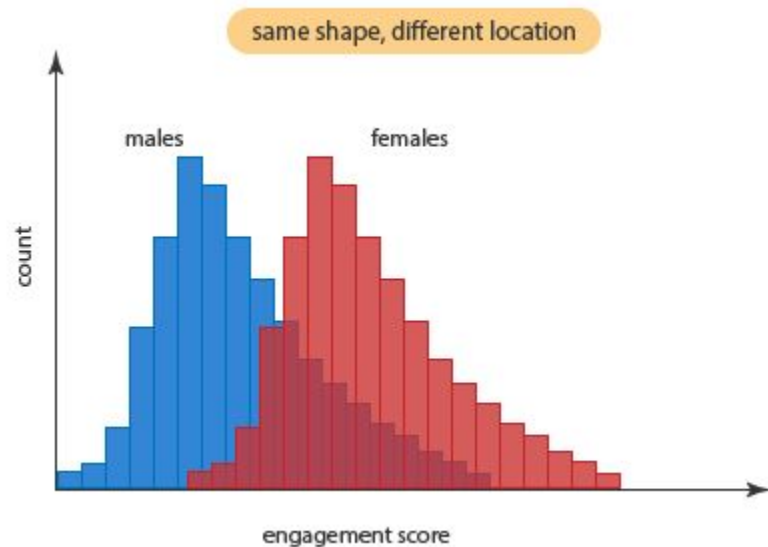 same shape, different location
males
females
count
engagement score